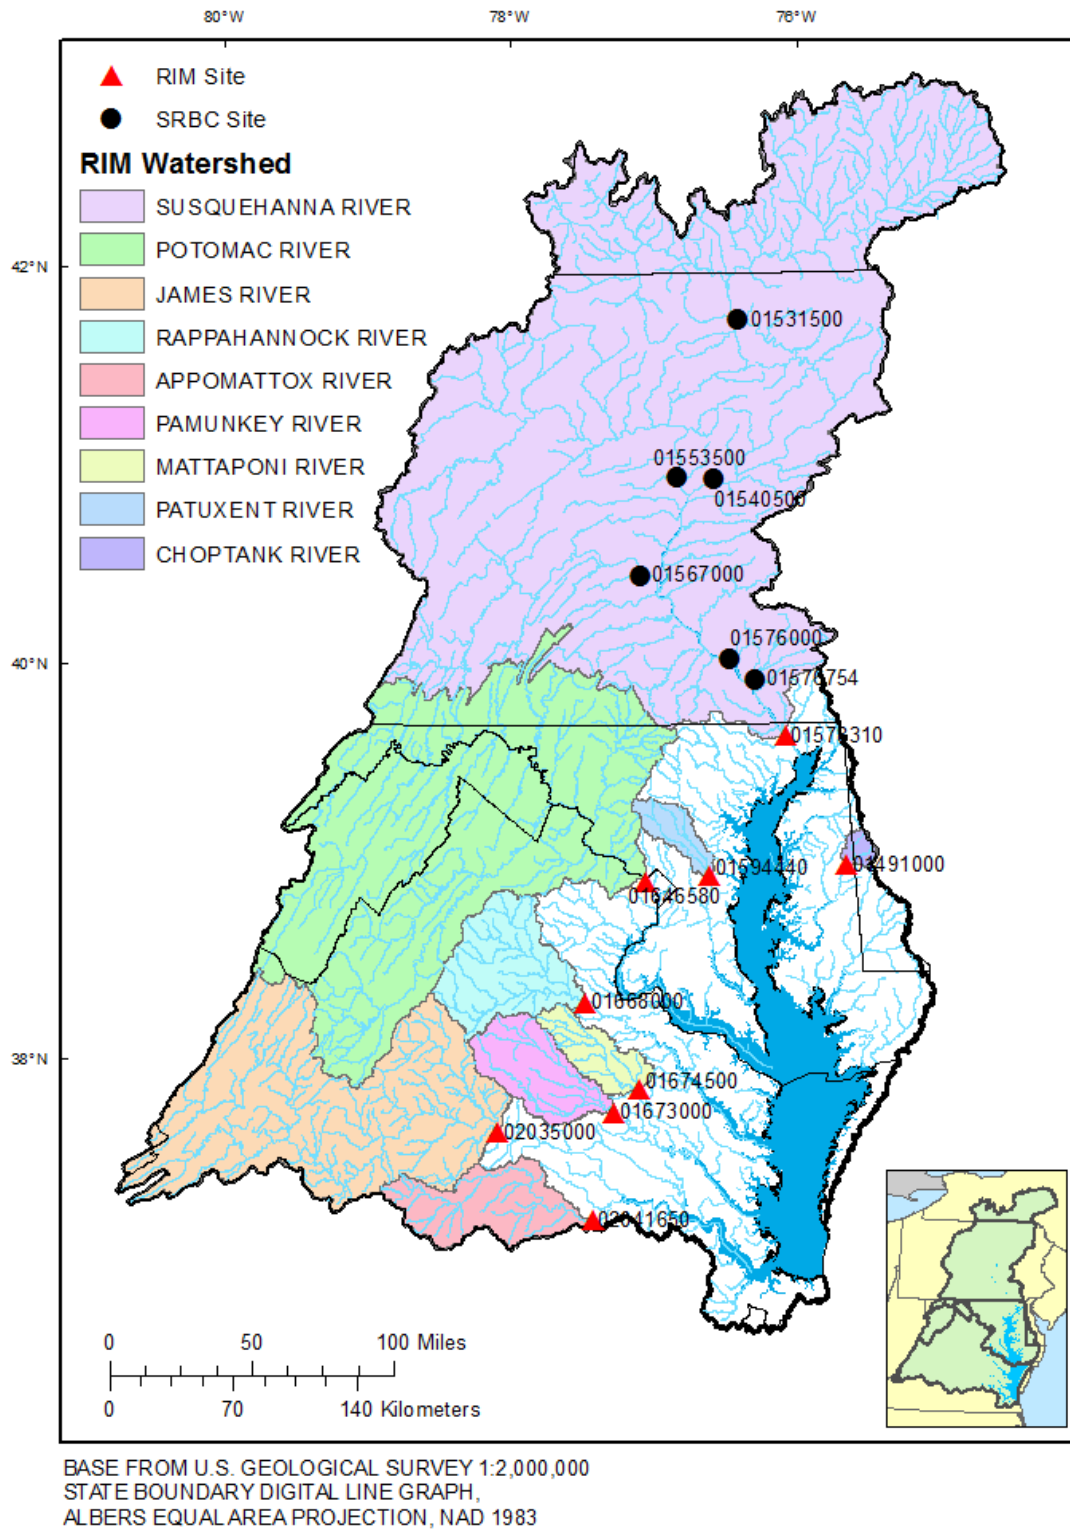 80°W
78°W
76°W
RIM Site
SRBC Site
RIM Watershed
SUSQUEHANNA RIVER
POTOMAC RIVER
JAMES RIVER
RAPPAHANNOCK RIVER
APPOMATTOX RIVER
PAMUNKEY RIVER
MATTAPONI RIVER
PATUXENT RIVER
CHOPTANK RIVER
42°N
40°N
38°N
01531500
01553500
01540500
01567000
01576000
01576754
01578310
01594440
01491000
01646580
01668000
01674500
01673000
02035000
02041650
0 50 100 Miles
0 70 140 Kilometers
BASE FROM U.S. GEOLOGICAL SURVEY 1:2,000,000
STATE BOUNDARY DIGITAL LINE GRAPH,
ALBERS EQUAL AREA PROJECTION, NAD 1983